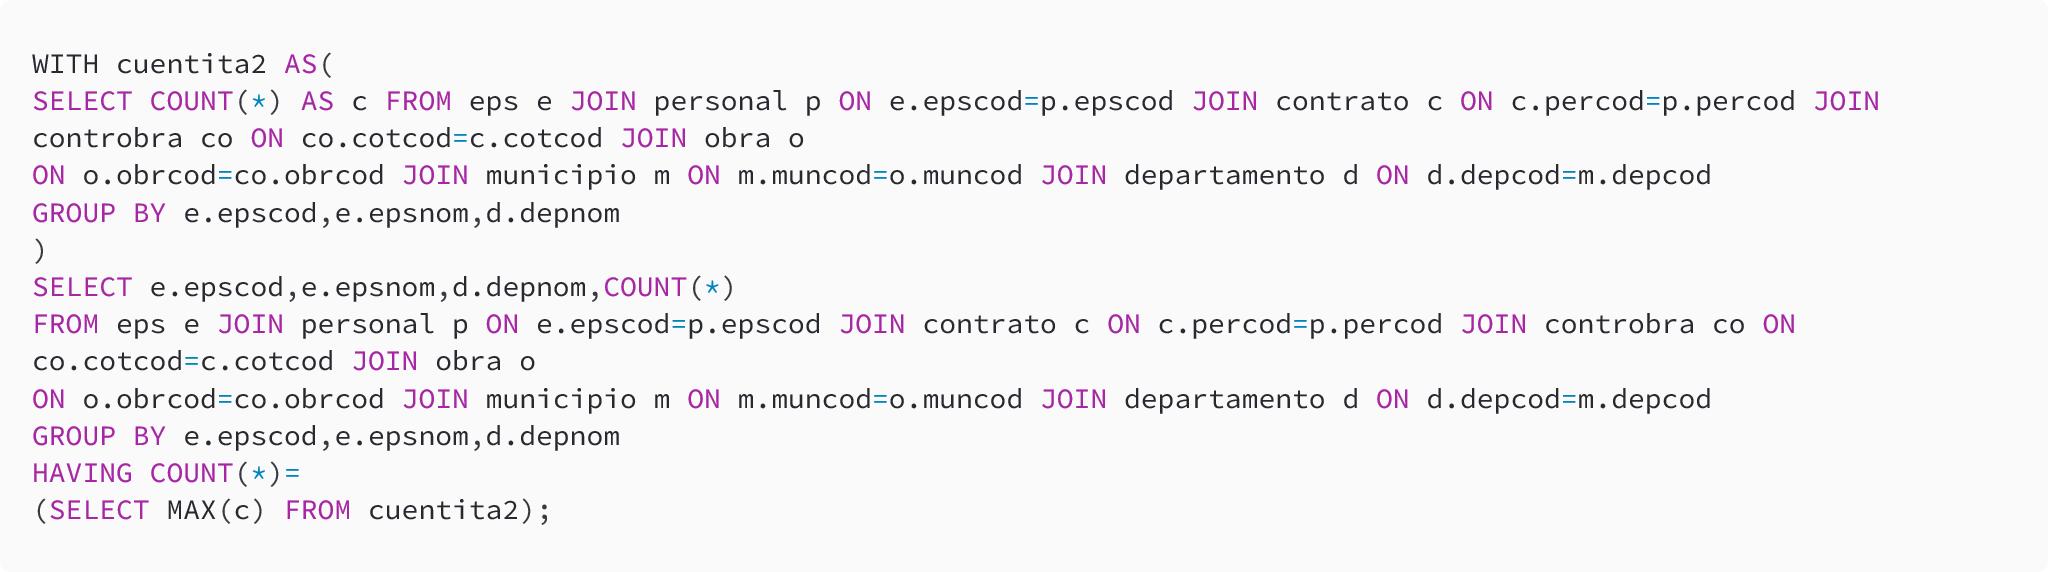 WITH cuentita2 AS(
SELECT COUNT(*) AS c FROM eps e JOIN personal p ON e.epscod=p.epscod JOIN contrato c ON c.percod=p.percod JOIN
controbra co ON co.cotcod=c.cotcod JOIN obra o
ON o.obrcod=co.obrcod JOIN municipio m ON m.muncod=o.muncod JOIN departamento d ON d.depcod=m.depcod
GROUP BY e.epscod,e.epsnom,d.depnom
)
SELECT e.epscod,e.epsnom,d.depnom,COUNT(*)
FROM eps e JOIN personal p ON e.epscod=p.epscod JOIN contrato c ON c.percod=p.percod JOIN controbra co ON
co.cotcod=c.cotcod JOIN obra o
ON o.obrcod=co.obrcod JOIN municipio m ON m.muncod=o.muncod JOIN departamento d ON d.depcod=m.depcod
GROUP BY e.epscod,e.epsnom,d.depnom
HAVING COUNT(*)=
(SELECT MAX(c) FROM cuentita2);